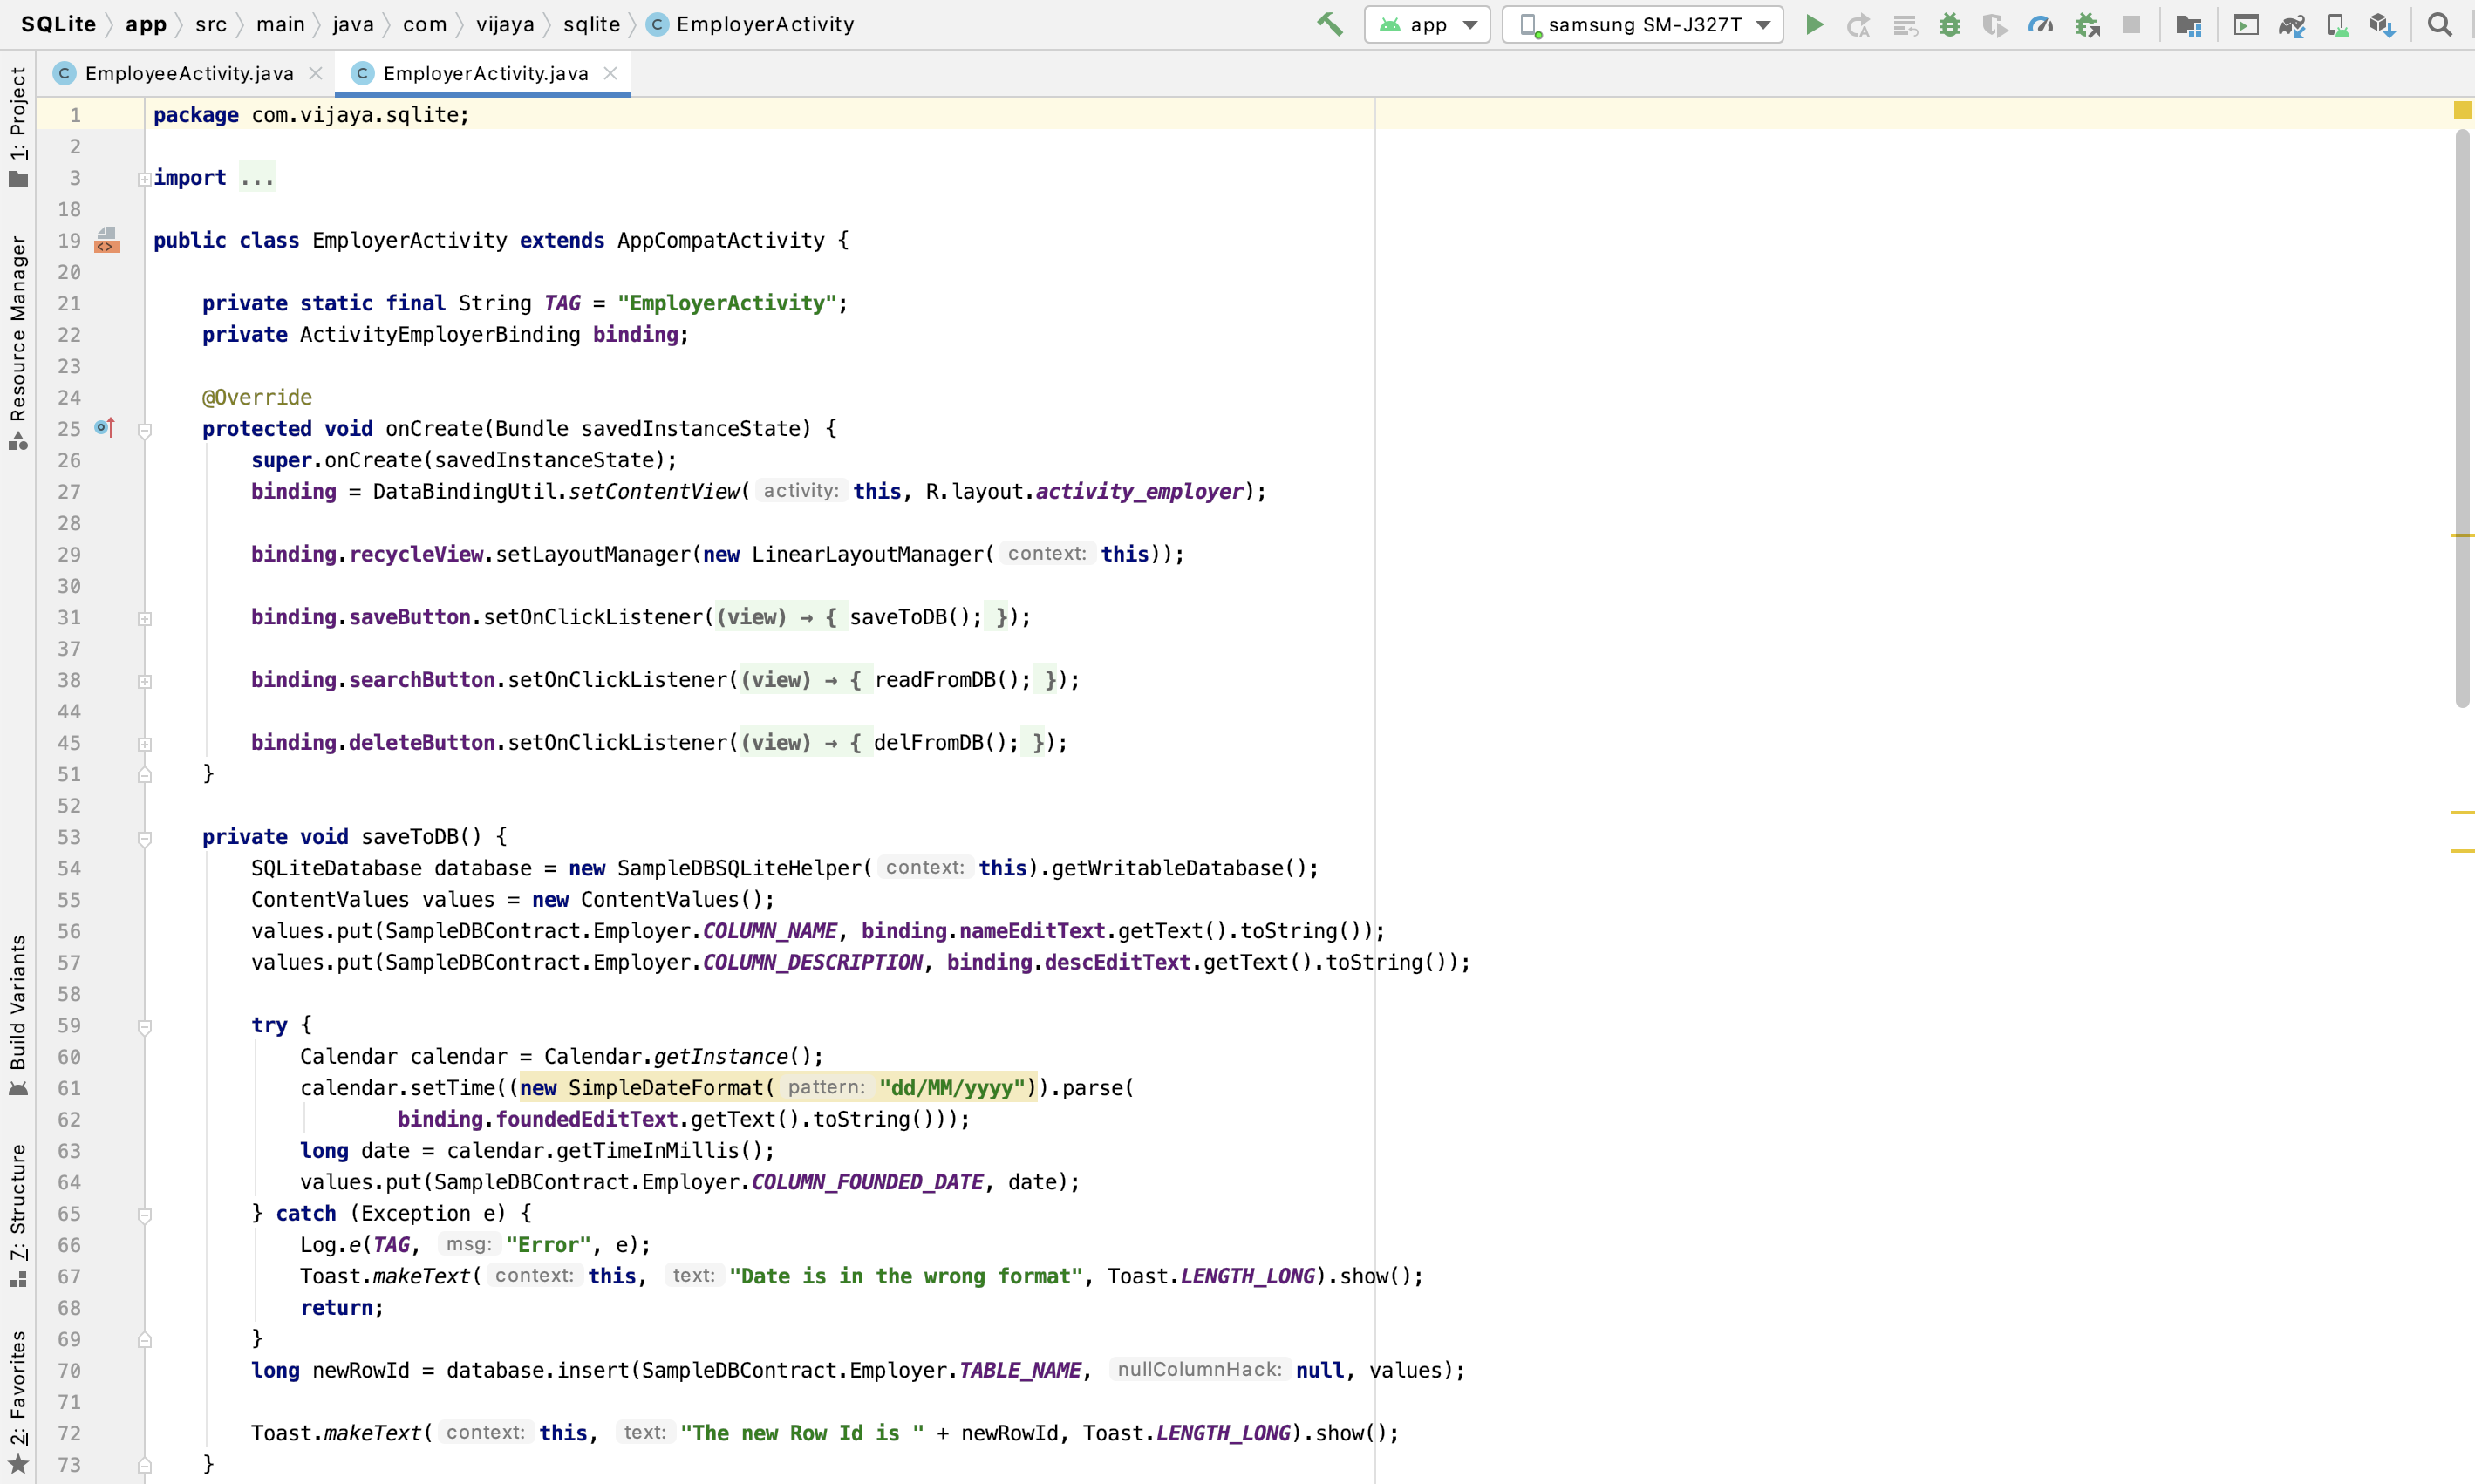 SQLite app src main java com vijaya sqlite C EmployerActivity app samsung SM-J327T
C EmployeeActivity.java C EmployerActivity.java
1: Project
Resource Manager
Build Variants
7: Structure
2: Favorites
1 package com.vijaya.sqlite;
2
3 import ...
18
19 public class EmployerActivity extends AppCompatActivity {
20
21 private static final String TAG = "EmployerActivity";
22 private ActivityEmployerBinding binding;
23
24 @Override
25 protected void onCreate(Bundle savedInstanceState) {
26 super.onCreate(savedInstanceState);
27 binding = DataBindingUtil.setContentView( activity: this, R.layout.activity_employer);
28
29 binding.recycleView.setLayoutManager(new LinearLayoutManager( context: this));
30
31 binding.saveButton.setOnClickListener((view) → { saveToDB(); });
37
38 binding.searchButton.setOnClickListener((view) → { readFromDB(); });
44
45 binding.deleteButton.setOnClickListener((view) → { delFromDB(); });
51 }
52
53 private void saveToDB() {
54 SQLiteDatabase database = new SampleDBSQLiteHelper( context: this).getWritableDatabase();
55 ContentValues values = new ContentValues();
56 values.put(SampleDBContract.Employer.COLUMN_NAME, binding.nameEditText.getText().toString());
57 values.put(SampleDBContract.Employer.COLUMN_DESCRIPTION, binding.descEditText.getText().toString());
58
59 try {
60 Calendar calendar = Calendar.getInstance();
61 calendar.setTime((new SimpleDateFormat( pattern: "dd/MM/yyyy")).parse(
62 binding.foundedEditText.getText().toString()));
63 long date = calendar.getTimeInMillis();
64 values.put(SampleDBContract.Employer.COLUMN_FOUNDED_DATE, date);
65 } catch (Exception e) {
66 Log.e(TAG, msg: "Error", e);
67 Toast.makeText( context: this, text: "Date is in the wrong format", Toast.LENGTH_LONG).show();
68 return;
69 }
70 long newRowId = database.insert(SampleDBContract.Employer.TABLE_NAME, nullColumnHack: null, values);
71
72 Toast.makeText( context: this, text: "The new Row Id is " + newRowId, Toast.LENGTH_LONG).show();
73 }